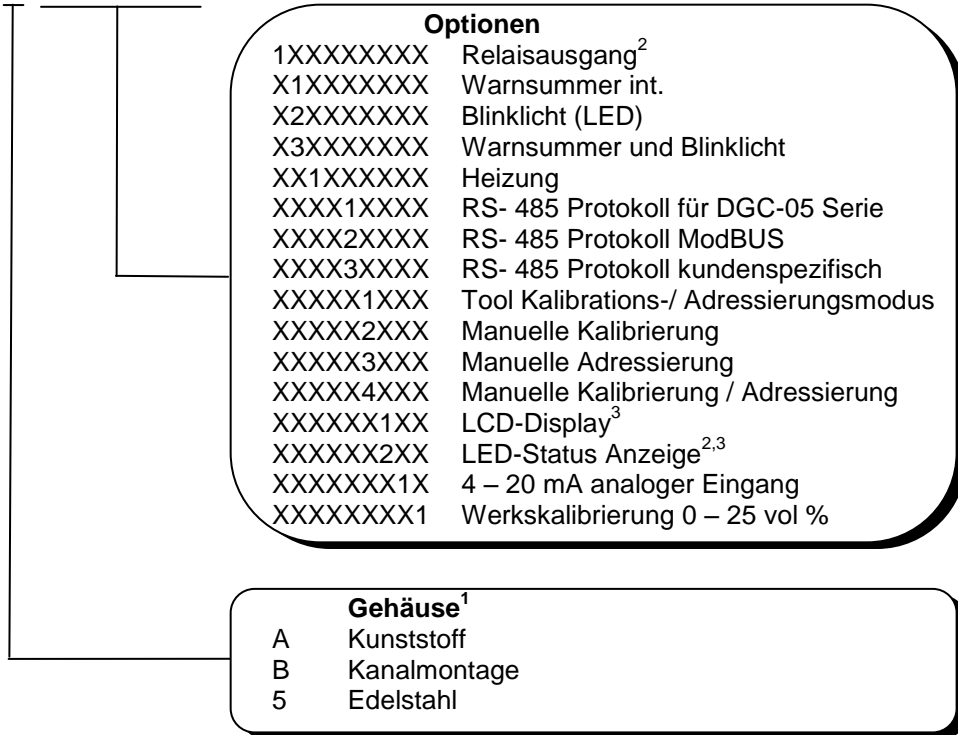 Optionen
1XXXXXXXX Relaisausgang²
X1XXXXXXX Warnsummer int.
X2XXXXXXX Blinklicht (LED)
X3XXXXXXX Warnsummer und Blinklicht
XX1XXXXXX Heizung
XXXX1XXXX RS- 485 Protokoll für DGC-05 Serie
XXXX2XXXX RS- 485 Protokoll ModBUS
XXXX3XXXX RS- 485 Protokoll kundenspezifisch
XXXXX1XXX Tool Kalibrations-/ Adressierungsmodus
XXXXX2XXX Manuelle Kalibrierung
XXXXX3XXX Manuelle Adressierung
XXXXX4XXX Manuelle Kalibrierung / Adressierung
XXXXXX1XX LCD-Display³
XXXXXX2XX LED-Status Anzeige²,³
XXXXXXX1X 4 – 20 mA analoger Eingang
XXXXXXXX1 Werkskalibrierung 0 – 25 vol %
Gehäuse¹
A Kunststoff
B Kanalmontage
5 Edelstahl